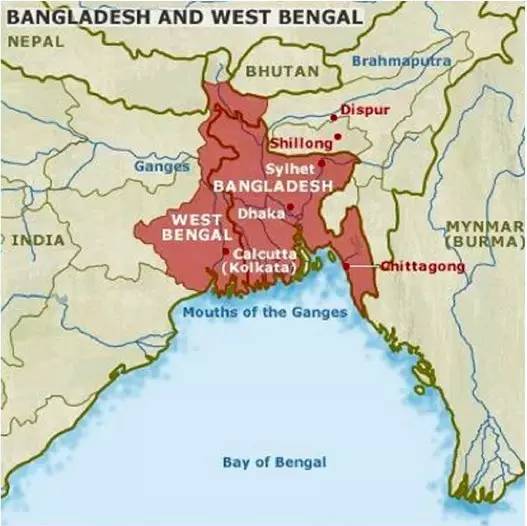 BANGLADESH AND WEST BENGAL
NEPAL
BHUTAN
Brahmaputra
Dispur
Shillong
Ganges
Sylhet
BANGLADESH
WEST
BENGAL
Dhaka
INDIA
MYNMAR
(BURMA)
Calcutta
(Kolkata)
Chittagong
Mouths of the Ganges
Bay of Bengal